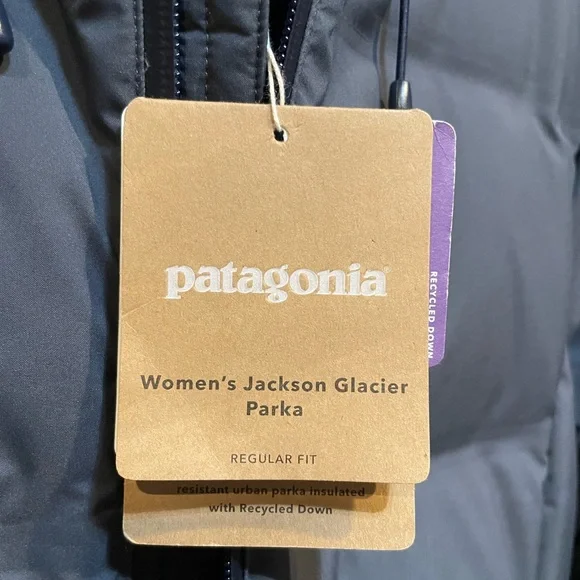 patagonia
Women's Jackson Glacier
Parka
REGULAR FIT
resistant urban parka insulated
with Recycled Down
RECYCLED DOWN